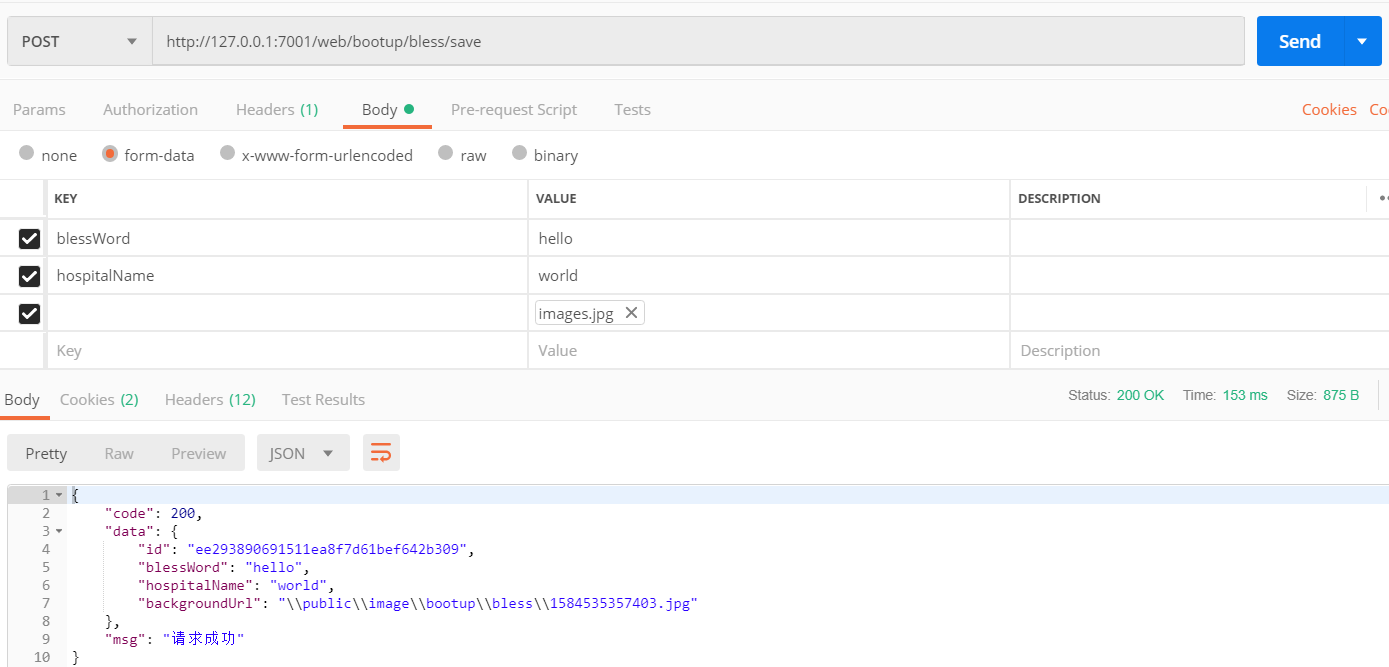 POST http://127.0.0.1:7001/web/bootup/bless/save Send
Params Authorization Headers (1) Body Pre-request Script Tests Cookies Co
none form-data x-www-form-urlencoded raw binary
KEY VALUE DESCRIPTION
blessWord hello
hospitalName world
images.jpg
Key Value Description
Body Cookies (2) Headers (12) Test Results Status: 200 OK Time: 153 ms Size: 875 B
Pretty Raw Preview JSON
1 {
2 "code": 200,
3 "data": {
4 "id": "ee293890691511ea8f7d61bef642b309",
5 "blessWord": "hello",
6 "hospitalName": "world",
7 "backgroundUrl": "\\public\\image\\bootup\\bless\\1584535357403.jpg"
8 },
9 "msg": "请求成功"
10 }